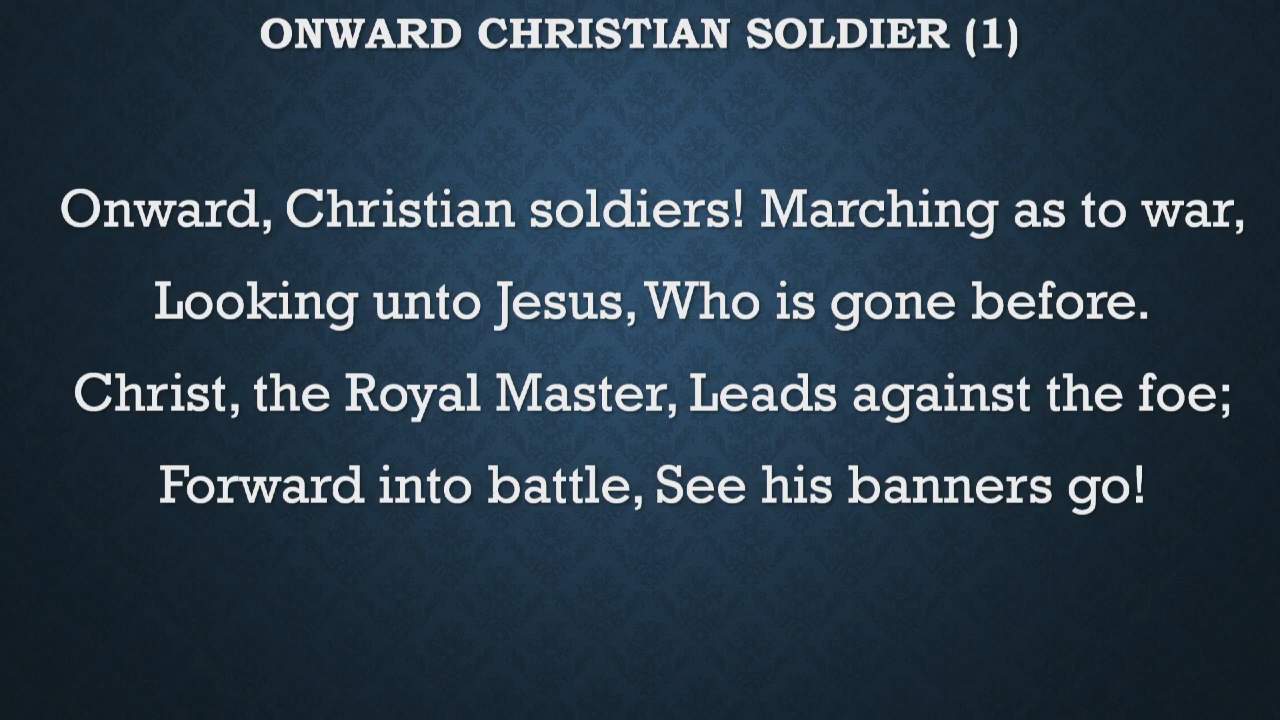 ONWARD CHRISTIAN SOLDIER (1)
Onward, Christian soldiers! Marching as to war,
Looking unto Jesus, Who is gone before.
Christ, the Royal Master, Leads against the foe;
Forward into battle, See his banners go!